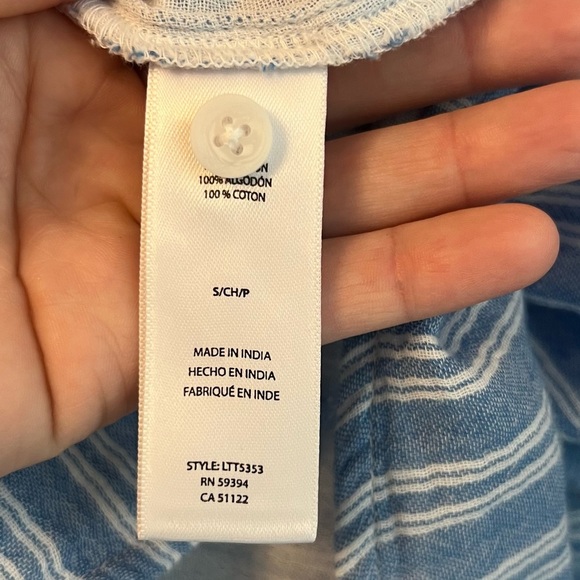 100% ALGODÓN
100% COTON
S/CH/P
MADE IN INDIA
HECHO EN INDIA
FABRIQUÉ EN INDE
STYLE: LTT5353
RN 59394
CA 51122